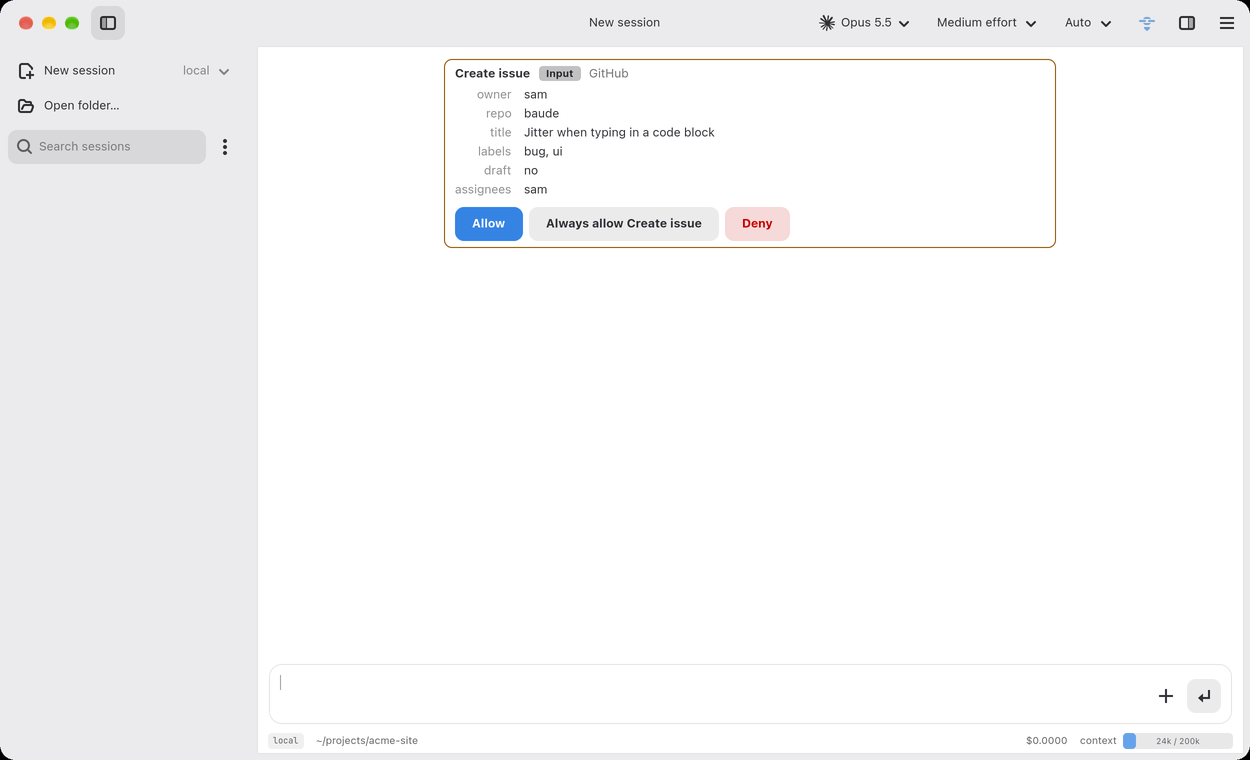 New session
Opus 5.5
Medium effort
Auto
New session
local
Open folder...
Search sessions
Create issue Input GitHub
owner sam
repo baude
title Jitter when typing in a code block
labels bug, ui
draft no
assignees sam
Allow
Always allow Create issue
Deny
local ~/projects/acme-site
$0.0000 context 24k / 200k